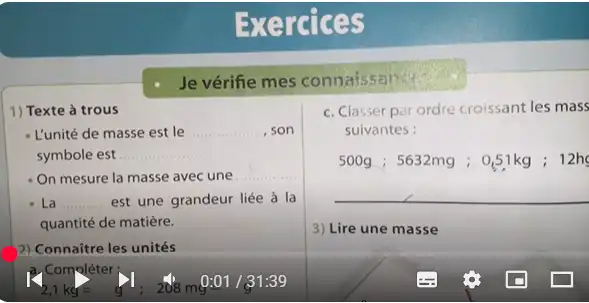 Exercices
Je vérifie mes connaissances
1) Texte à trous
• L'unité de masse est le ............... , son
symbole est ...............
• On mesure la masse avec une ...............
• La .......... est une grandeur liée à la
quantité de matière.
2) Connaître les unités
a. Compléter :
2,1 kg = g ; 208 mg = g
c. Classer par ordre croissant les mass
suivantes :
500g ; 5632mg ; 0,51kg ; 12hg
3) Lire une masse
0:01 / 31:39